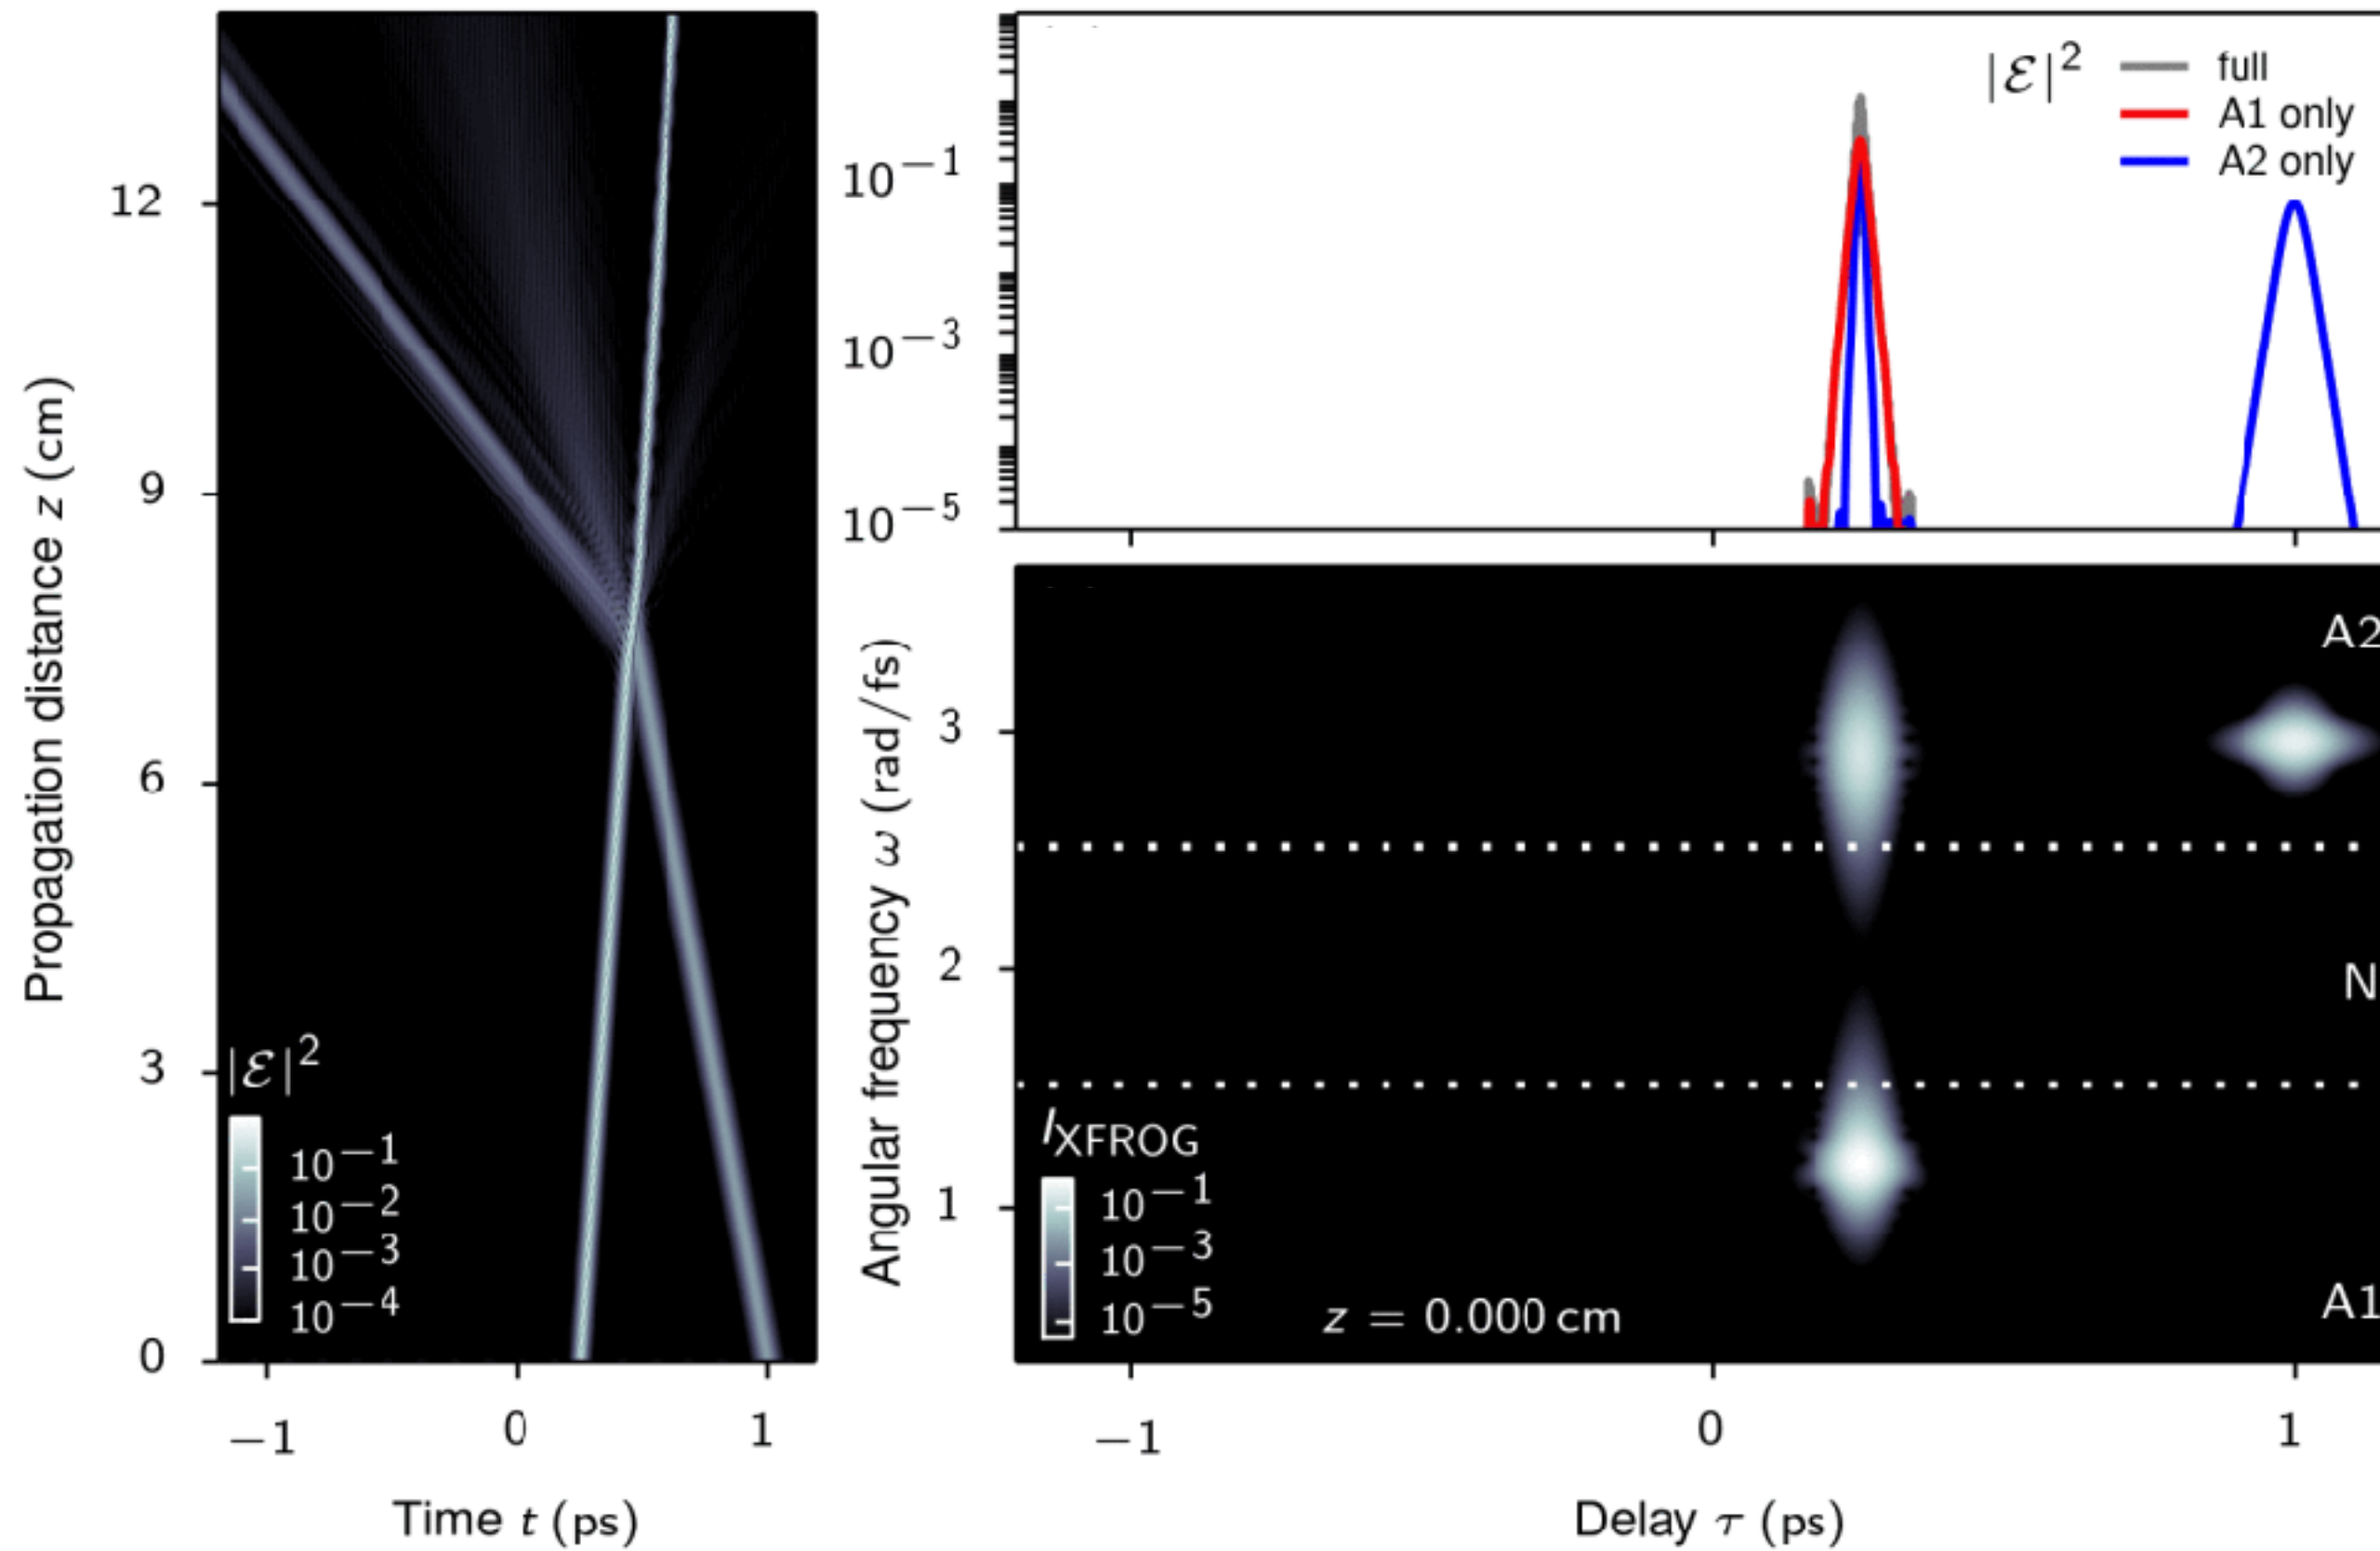 Propagation distance z (cm)
12
9
6
3
0
|ℰ|²
10⁻¹
10⁻²
10⁻³
10⁻⁴
−1
0
1
Time t (ps)
10⁻¹
10⁻³
10⁻⁵
|ℰ|²
full
A1 only
A2 only
Angular frequency ω (rad/fs)
3
2
1
A2
N
A1
I_XFROG
10⁻¹
10⁻³
10⁻⁵
z = 0.000 cm
−1
0
1
Delay τ (ps)